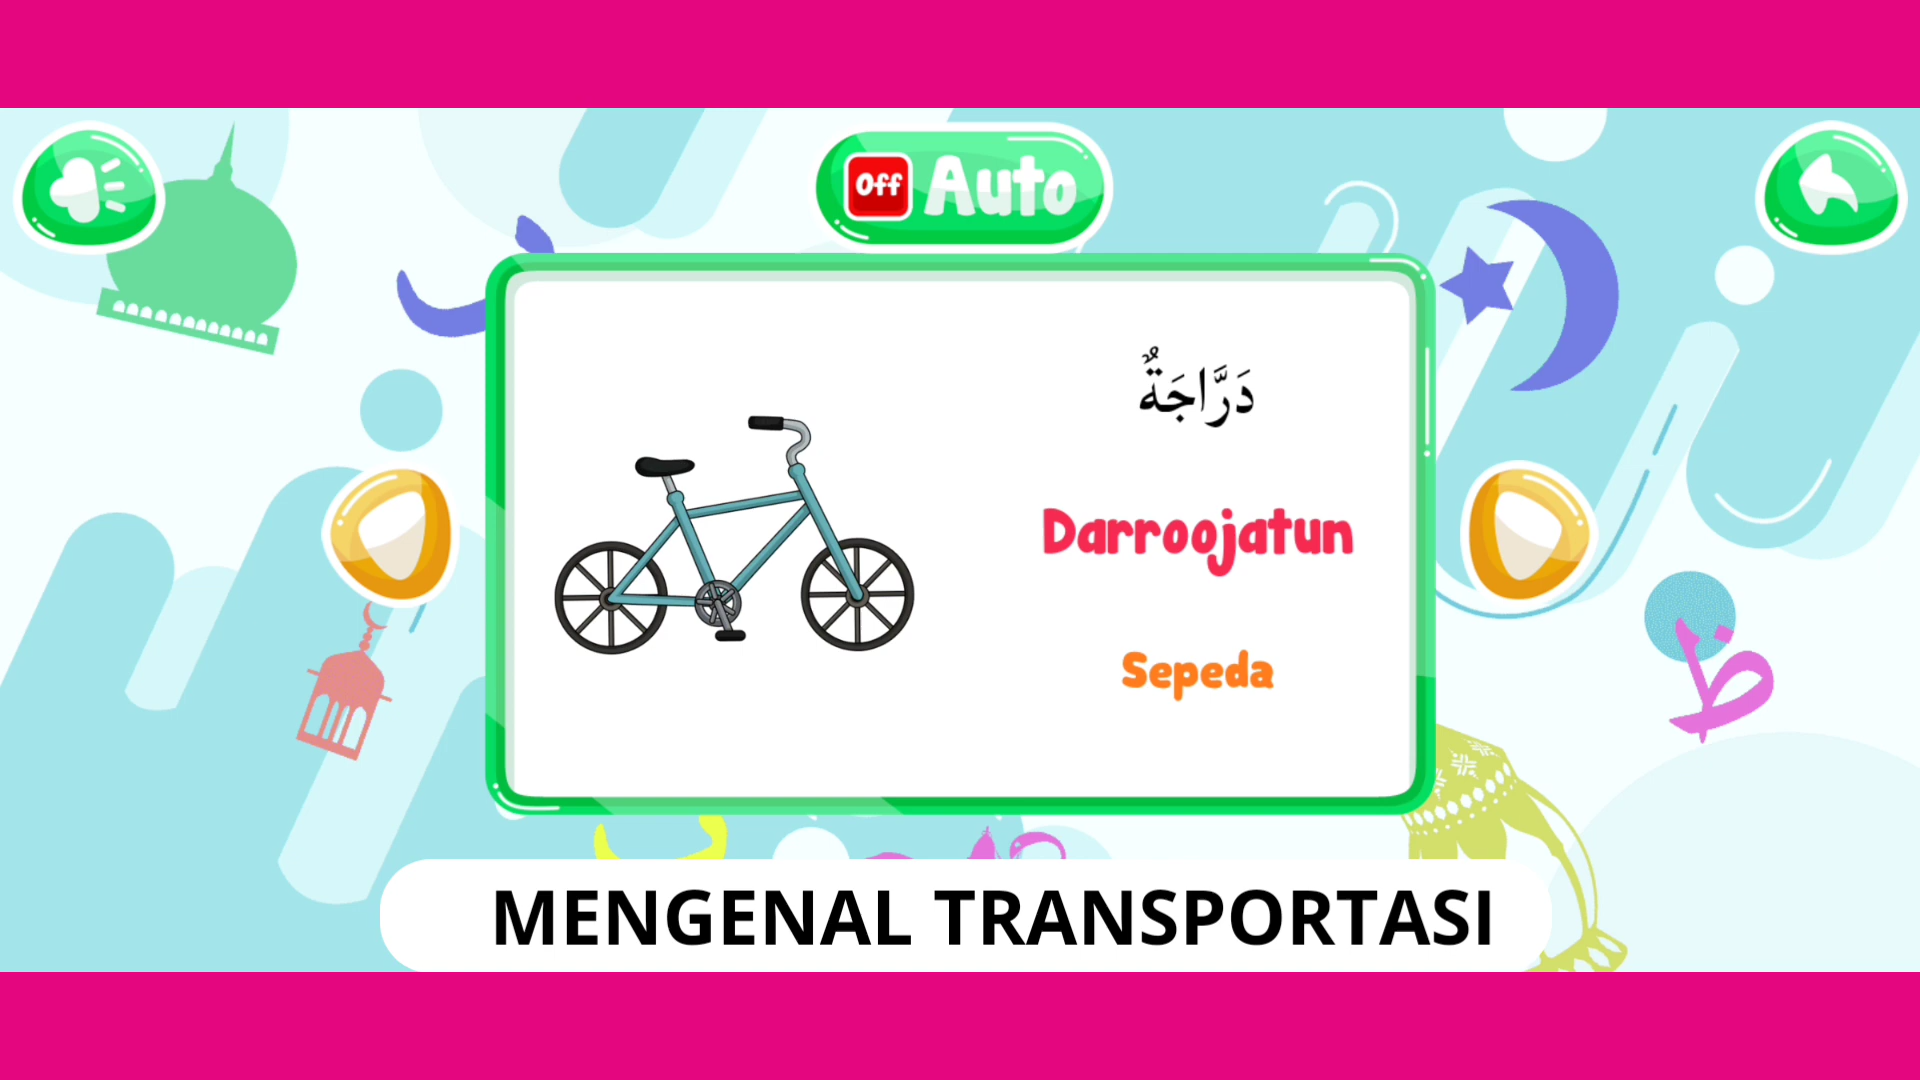 Off Auto
دَرَّاجَةٌ
Darroojatun
Sepeda
MENGENAL TRANSPORTASI